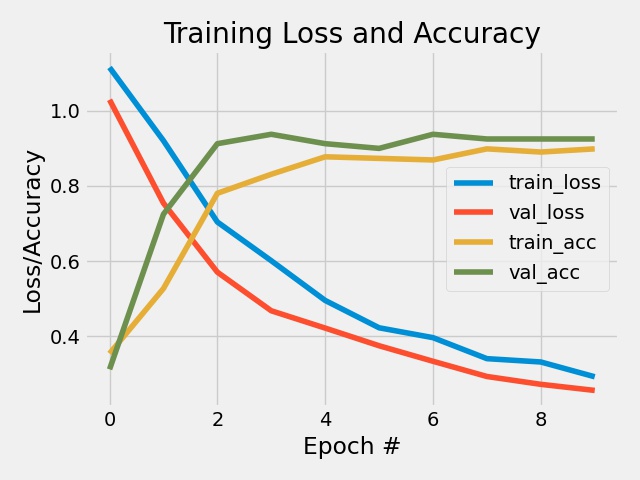 Training Loss and Accuracy
Loss/Accuracy
1.0
0.8
0.6
0.4
train_loss
val_loss
train_acc
val_acc
0 2 4 6 8
Epoch #